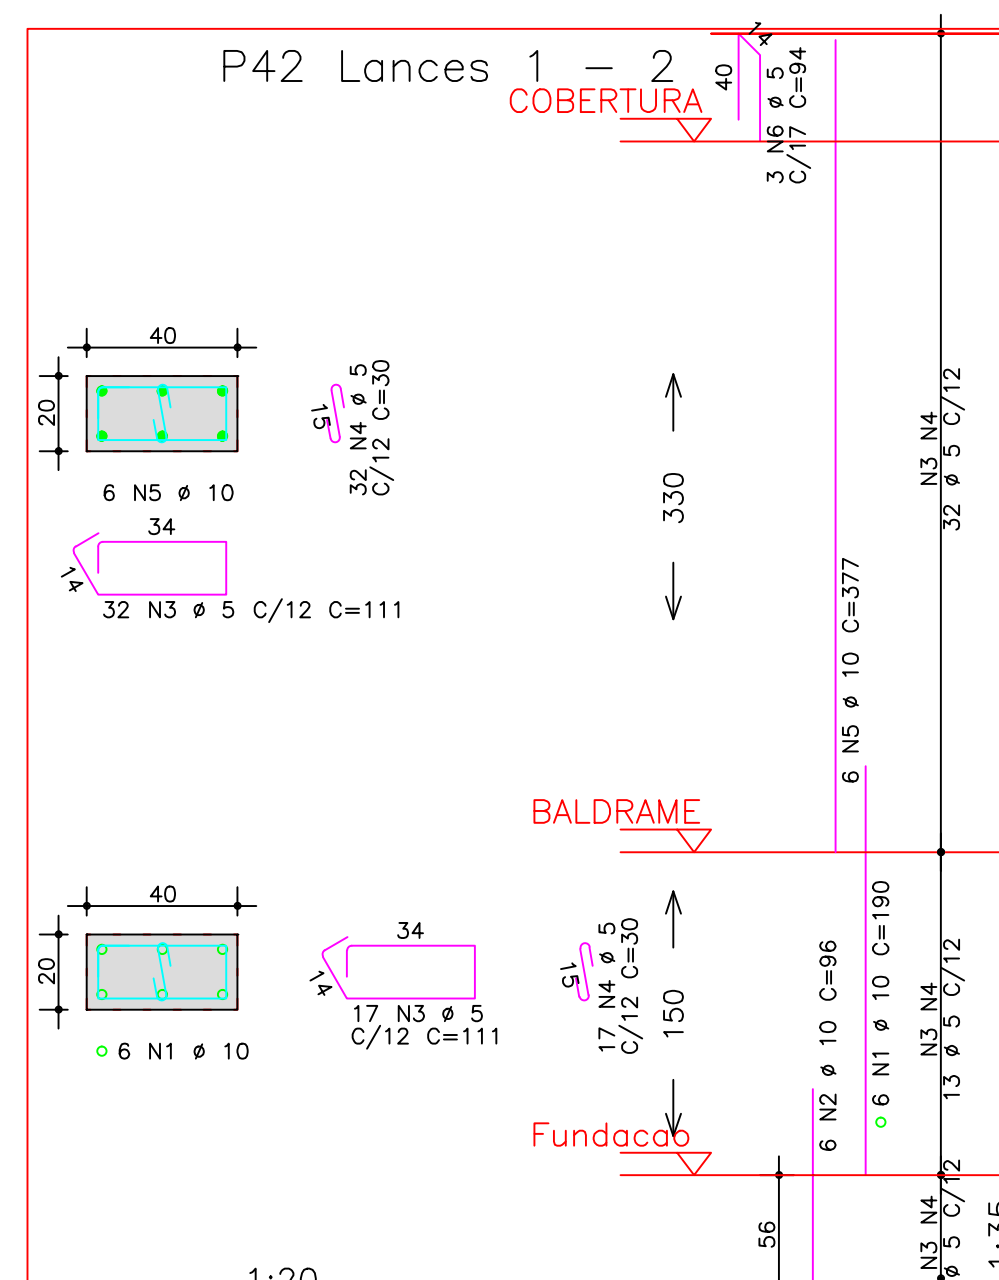 P42 Lances 1 - 2
COBERTURA
14
40
3 N6 ø 5
C/17 C=94
40
20
6 N5 ø 10
15
32 N4 ø 5
C/12 C=30
34
14
32 N3 ø 5 C/12 C=111
330
N3 N4
32 ø 5 C/12
6 N5 ø 10 C=377
BALDRAME
40
20
6 N1 ø 10
34
14
17 N3 ø 5
C/12 C=111
15
17 N4 ø 5
C/12 C=30
150
6 N2 ø 10 C=96
6 N1 ø 10 C=190
N3 N4
13 ø 5 C/12
Fundacao
56
N3 N4
ø 5 C/12
1:35
1:20